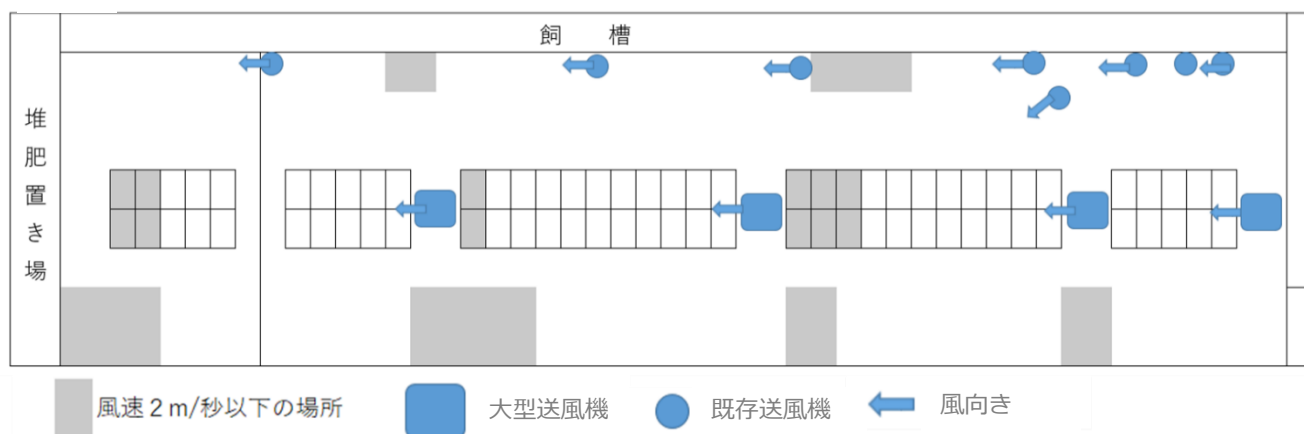 飼　槽
堆肥置き場
風速２ｍ/秒以下の場所
大型送風機
既存送風機
風向き